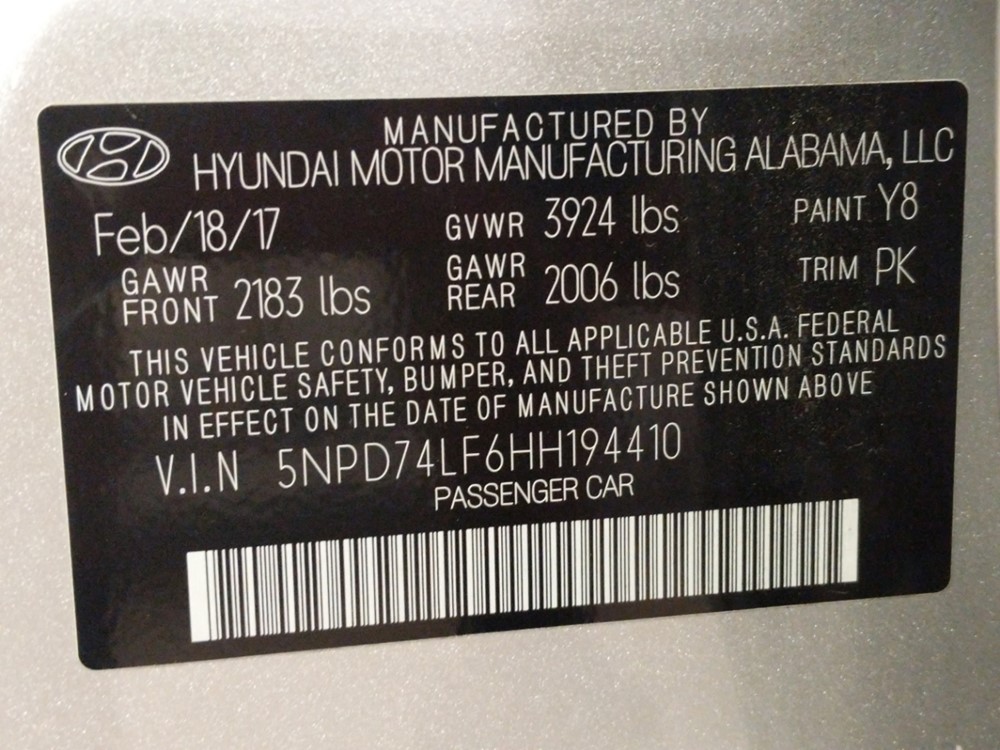 MANUFACTURED BY
HYUNDAI MOTOR MANUFACTURING ALABAMA, LLC
Feb/18/17 GVWR 3924 lbs PAINT Y8
GAWR FRONT 2183 lbs GAWR REAR 2006 lbs TRIM PK
THIS VEHICLE CONFORMS TO ALL APPLICABLE U.S.A. FEDERAL
MOTOR VEHICLE SAFETY, BUMPER, AND THEFT PREVENTION STANDARDS
IN EFFECT ON THE DATE OF MANUFACTURE SHOWN ABOVE
V.I.N 5NPD74LF6HH194410
PASSENGER CAR